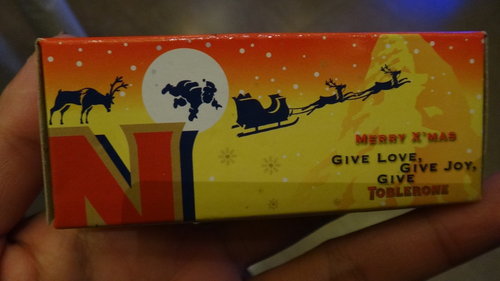 N
MERRY X'MAS
GIVE LOVE,
GIVE JOY,
GIVE
TOBLERONE